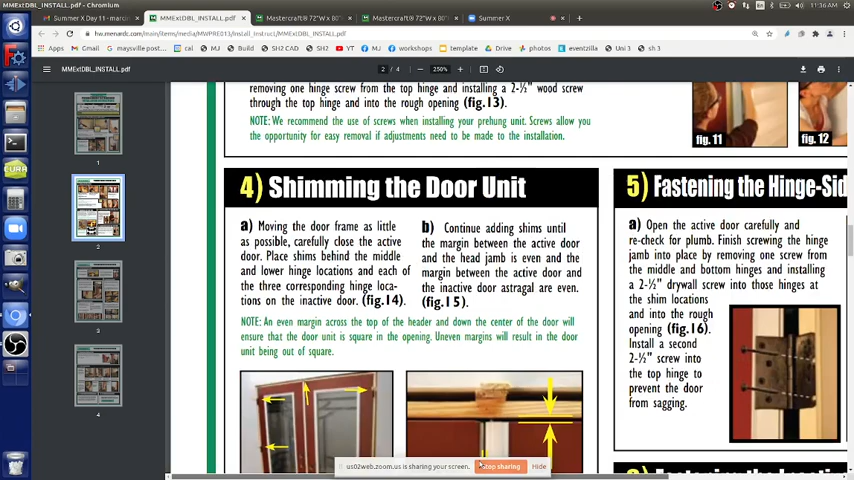 MMExtDBL_INSTALL.pdf - Chromium
11:36 AM
Summer X Day 11 - marc
MMExtDBL_INSTALL.pdf
Mastercraft® 72"W x 80"
Mastercraft® 72"W x 8
Summer X
hw.menardc.com/main/items/media/MWPRE013/Install_Instruct/MMExtDBL_INSTALL.pdf
Apps
M Gmail
maysville post...
Build
SH2 CAD
SH2
MJ
workshops
template
Drive
eventzilla
Uni 3
sh 3
MMExtDBL_INSTALL.pdf
2 / 4
250%
removing one hinge screw from the top hinge and installing a 2-½" wood screw
through the top hinge and into the rough opening (fig.13)
NOTE: We recommend the use of screws when installing your prehung unit. Screws allow you
the opportunity for easy removal if adjustments need to be made to the installation.
fig. 11
fig. 12
4) Shimming the Door Unit
a) Moving the door frame as little
as possible, carefully close the active
door. Place shims behind the middle
and lower hinge locations and each of
the three corresponding hinge loca-
tions on the inactive door. (fig.14)
b) Continue adding shims until
the margin between the active door
and the head jamb is even and the
margin between the active door and
the inactive door astragal are even.
(fig.15).
NOTE: An even margin across the top of the header and down the center of the door will
ensure that the door unit is square in the opening. Uneven margins will result in the door
unit being out of square.
5) Fastening the Hinge-Sid
a) Open the active door carefully and
re-check for plumb. Finish screwing the hinge
jamb into place by removing one screw from
the middle and bottom hinges and installing
a 2-½" drywall screw into those hinges at
the shim locations
and into the rough
opening (fig.16).
Install a second
2-½" screw into
the top hinge to
prevent the door
from sagging.
1
2
3
4
us02web.zoom.us is sharing your screen.
Stop sharing
Hide